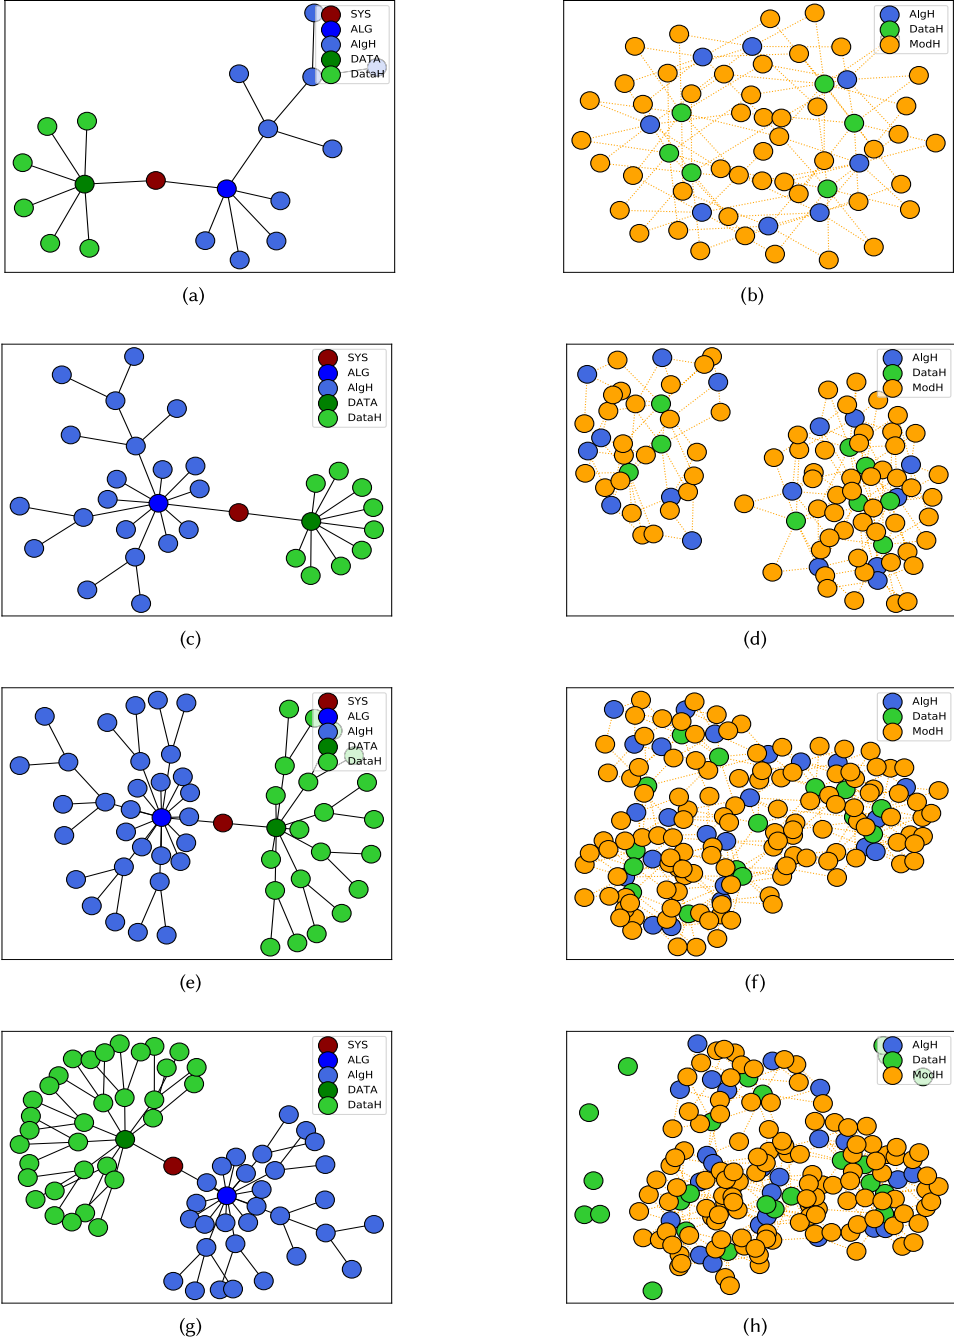 SYS
ALG
AlgH
DATA
DataH
AlgH
DataH
ModH
(a)
(b)
SYS
ALG
AlgH
DATA
DataH
AlgH
DataH
ModH
(c)
(d)
SYS
ALG
AlgH
DATA
DataH
AlgH
DataH
ModH
(e)
(f)
SYS
ALG
AlgH
DATA
DataH
AlgH
DataH
ModH
(g)
(h)